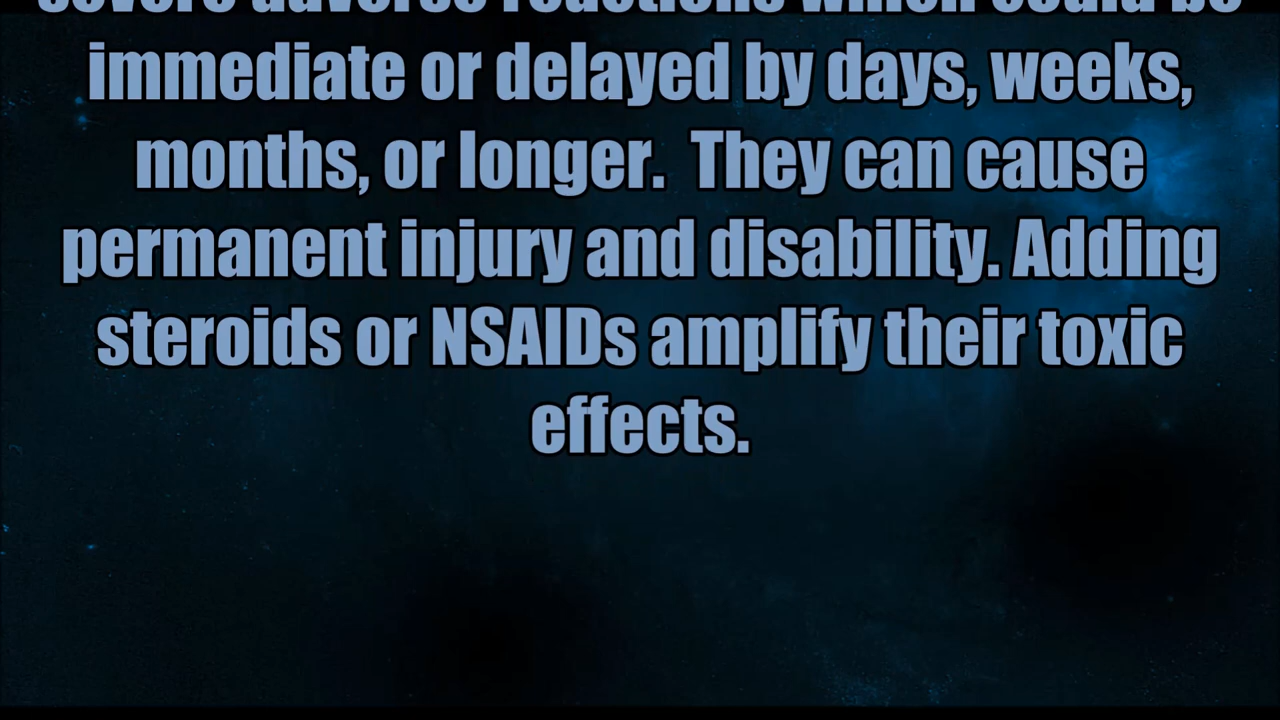 severe adverse reactions which could be
immediate or delayed by days, weeks,
months, or longer.  They can cause
permanent injury and disability. Adding
steroids or NSAIDs amplify their toxic
effects.